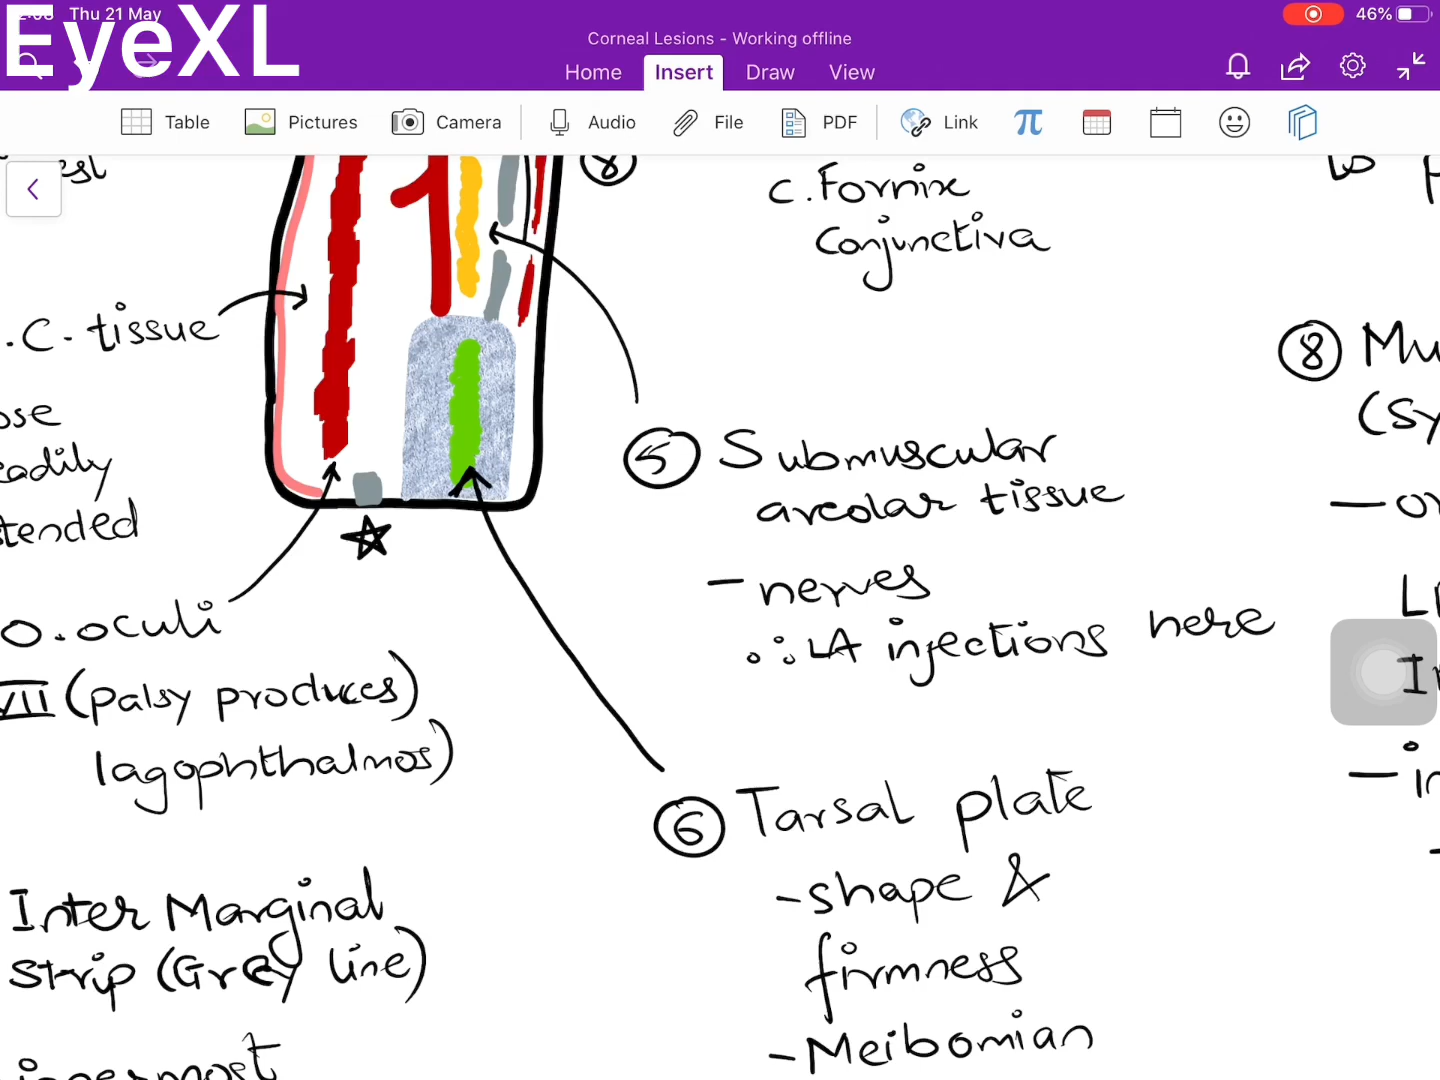 2:08 Thu 21 May
46%
EyeXL
Corneal Lesions - Working offline
Home Insert Draw View
Table Pictures Camera Audio File PDF Link
C. Fornix
Conjunctiva
.C. tissue
O. oculi
VII (palsy produces)
lagophthalmos)
Inter Marginal
Strip (Grey line)
⑤ Submuscular
areolar tissue
- nerves
∴ LA injections here
⑥ Tarsal plate
- shape &
firmness
- Meibomian
⑧